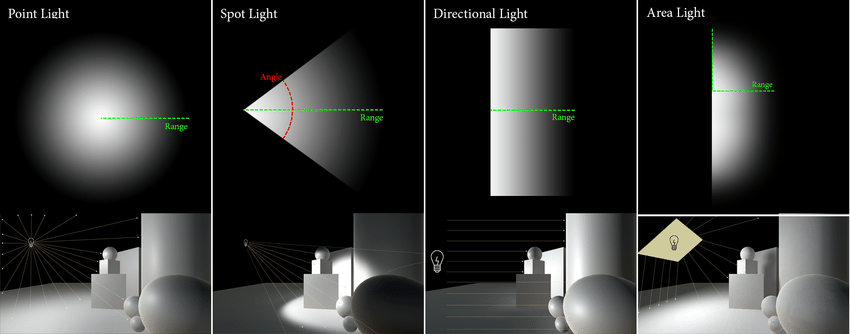 Point Light
Spot Light
Directional Light
Area Light
Range
Angle
Range
Range
Range